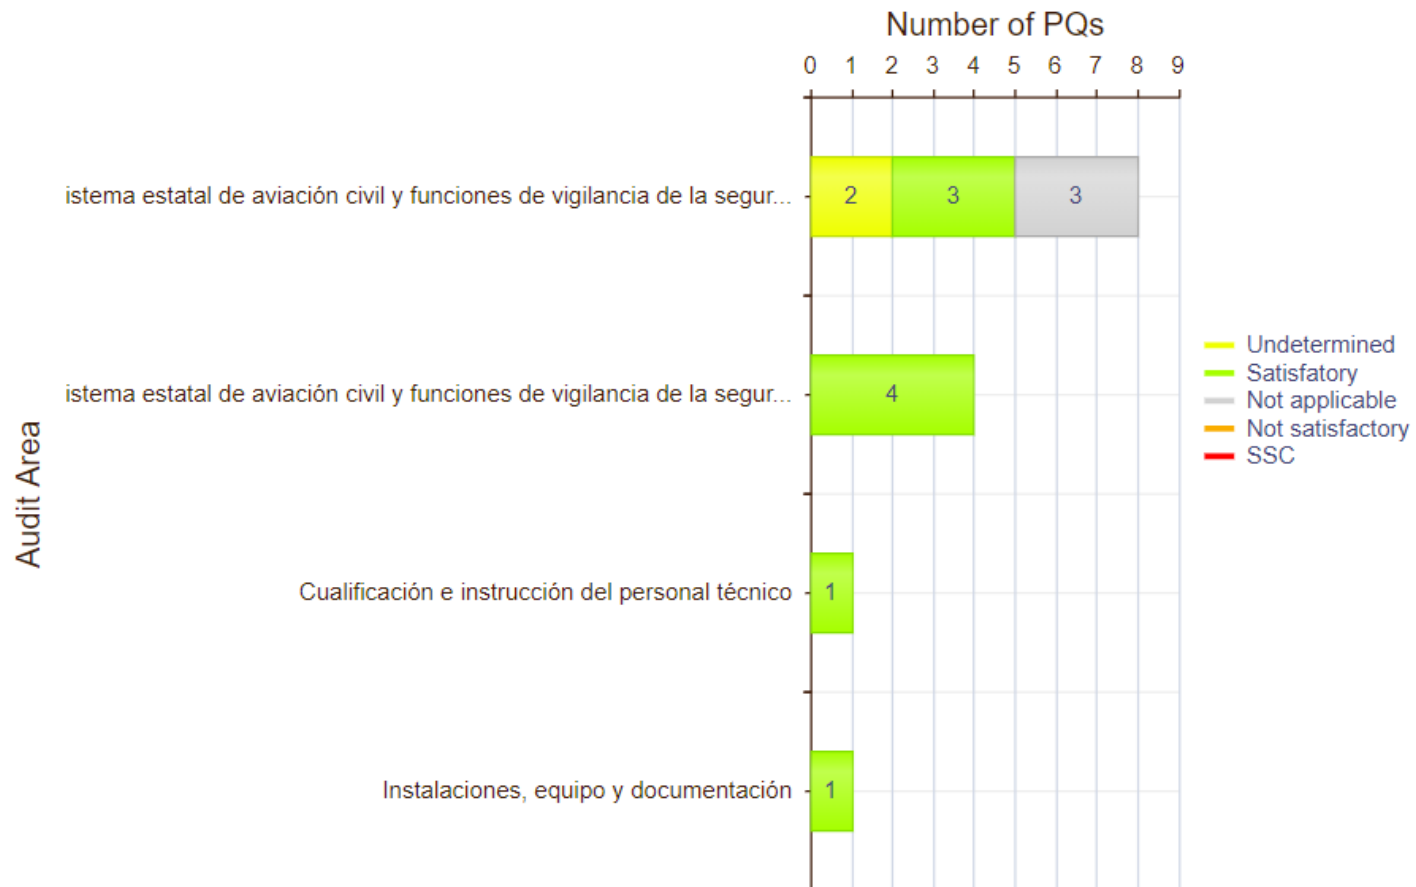 Number of PQs
0 1 2 3 4 5 6 7 8 9
istema estatal de aviación civil y funciones de vigilancia de la segur...
2 3 3
istema estatal de aviación civil y funciones de vigilancia de la segur...
4
Cualificación e instrucción del personal técnico
1
Instalaciones, equipo y documentación
1
Audit Area
Undetermined
Satisfatory
Not applicable
Not satisfactory
SSC